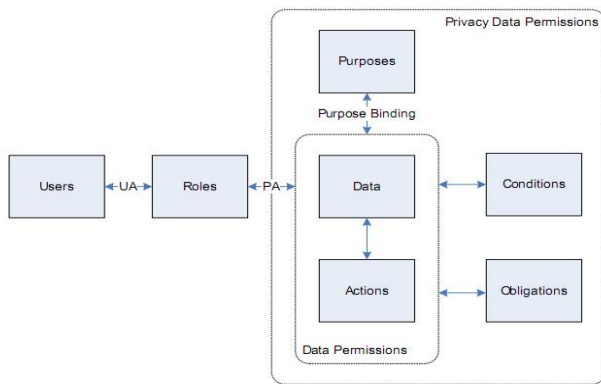 Privacy Data Permissions
Purposes
Purpose Binding
Users
UA
Roles
PA
Data
Conditions
Actions
Obligations
Data Permissions